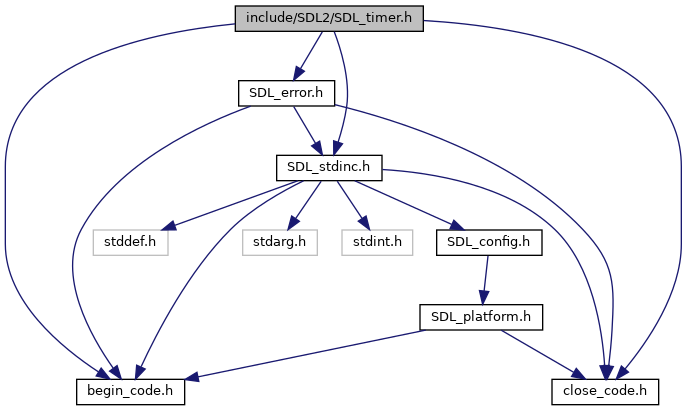 include/SDL2/SDL_timer.h
SDL_error.h
SDL_stdinc.h
stddef.h
stdarg.h
stdint.h
SDL_config.h
SDL_platform.h
begin_code.h
close_code.h